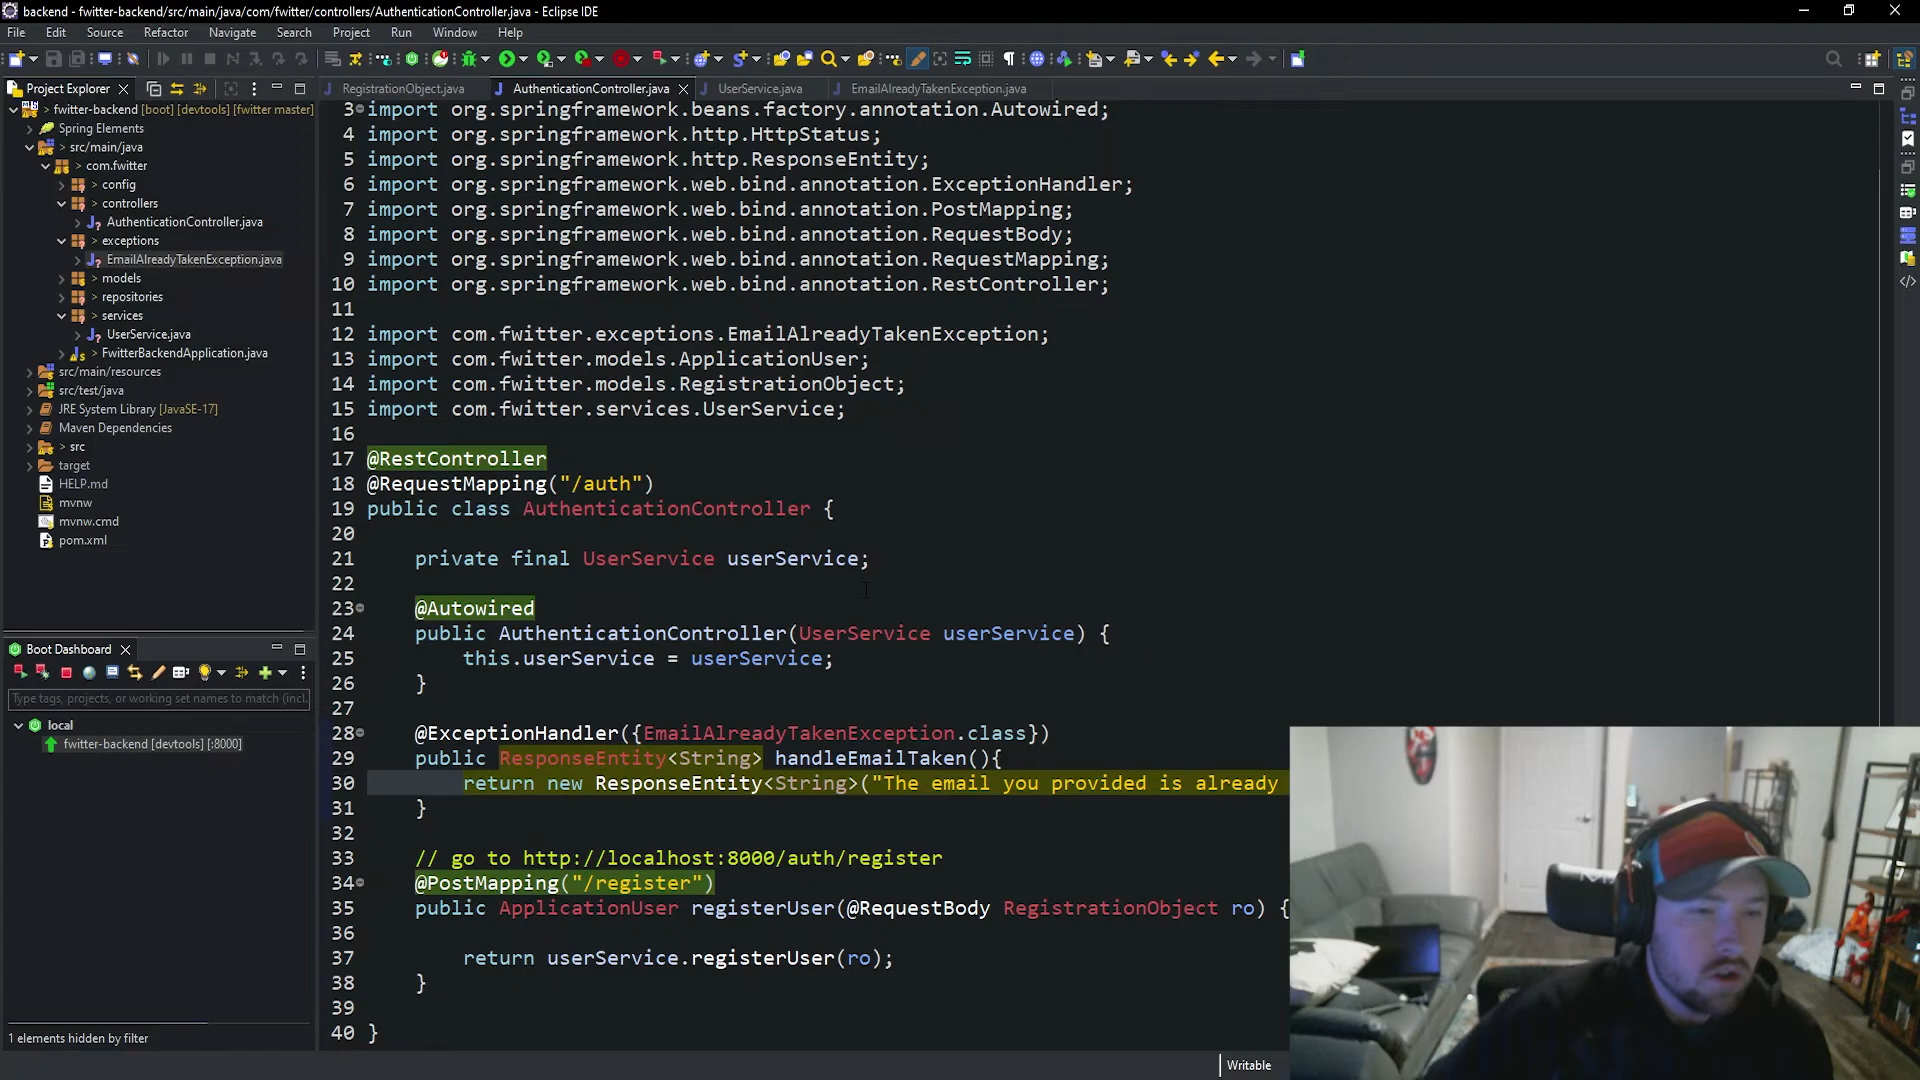 backend - fwitter-backend/src/main/java/com/fwitter/controllers/AuthenticationController.java - Eclipse IDE
File Edit Source Refactor Navigate Search Project Run Window Help
Project Explorer
fwitter-backend [boot] [devtools] [fwitter master]
Spring Elements
> src/main/java
> com.fwitter
> config
> controllers
AuthenticationController.java
> exceptions
EmailAlreadyTakenException.java
> models
> repositories
> services
UserService.java
> FwitterBackendApplication.java
src/main/resources
src/test/java
JRE System Library [JavaSE-17]
Maven Dependencies
> src
target
HELP.md
mvnw
mvnw.cmd
pom.xml
1 elements hidden by filter
Boot Dashboard
Type tags, projects, or working set names to match (incl.
local
fwitter-backend [devtools] [:8000]
RegistrationObject.java AuthenticationController.java UserService.java EmailAlreadyTakenException.java
3 import org.springframework.beans.factory.annotation.Autowired;
4 import org.springframework.http.HttpStatus;
5 import org.springframework.http.ResponseEntity;
6 import org.springframework.web.bind.annotation.ExceptionHandler;
7 import org.springframework.web.bind.annotation.PostMapping;
8 import org.springframework.web.bind.annotation.RequestBody;
9 import org.springframework.web.bind.annotation.RequestMapping;
10 import org.springframework.web.bind.annotation.RestController;
11
12 import com.fwitter.exceptions.EmailAlreadyTakenException;
13 import com.fwitter.models.ApplicationUser;
14 import com.fwitter.models.RegistrationObject;
15 import com.fwitter.services.UserService;
16
17 @RestController
18 @RequestMapping("/auth")
19 public class AuthenticationController {
20
21 private final UserService userService;
22
23 @Autowired
24 public AuthenticationController(UserService userService) {
25 this.userService = userService;
26 }
27
28 @ExceptionHandler({EmailAlreadyTakenException.class})
29 public ResponseEntity<String> handleEmailTaken(){
30 return new ResponseEntity<String>("The email you provided is already
31 }
32
33 // go to http://localhost:8000/auth/register
34 @PostMapping("/register")
35 public ApplicationUser registerUser(@RequestBody RegistrationObject ro) {
36
37 return userService.registerUser(ro);
38 }
39
40 }
Writable